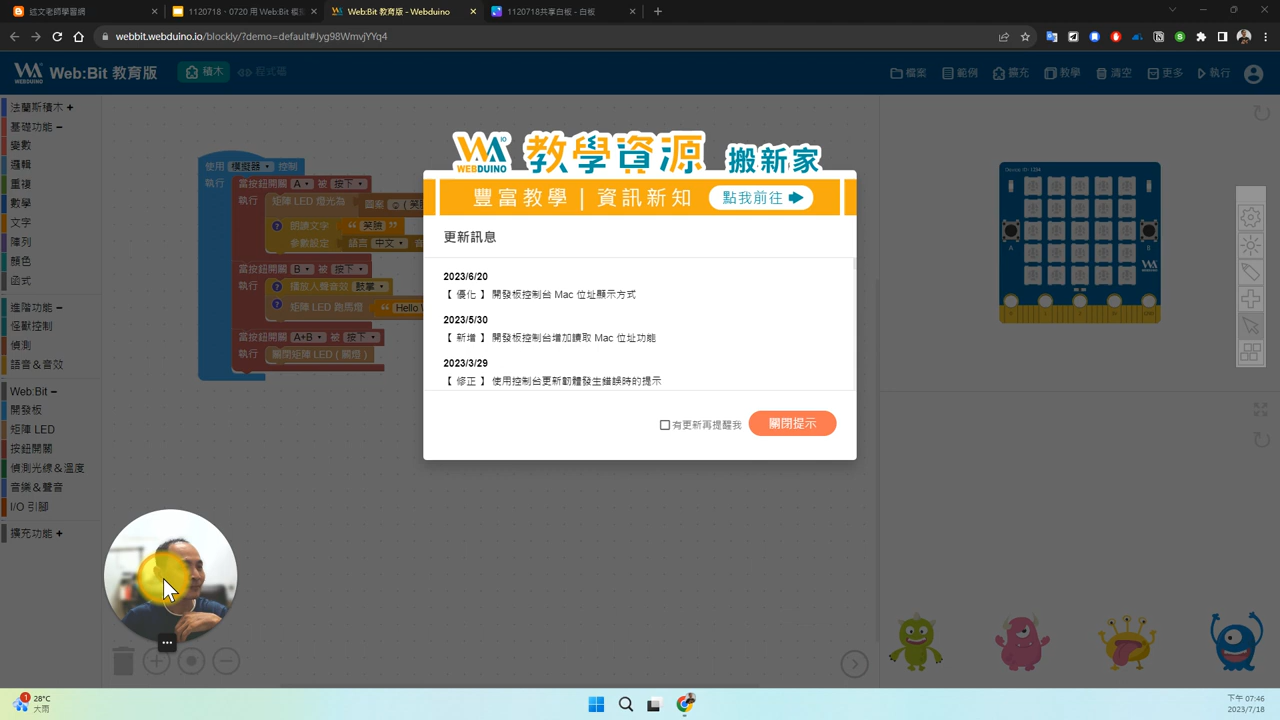 述文老師學習網
1120718、0720 用 Web:Bit 模擬
Web:Bit 教育版 - Webduino
1120718共享白板 - 白板
webbit.webduino.io/blockly/?demo=default#Jyg98WmvjYYq4
WEBDUINO
Web:Bit 教育版
積木
程式碼
檔案
範例
擴充
教學
清空
更多
執行
法蘭斯積木
基礎功能
變數
邏輯
重複
數學
文字
陣列
顏色
函式
進階功能
怪獸控制
偵測
語音＆音效
Web:Bit
開發板
矩陣 LED
按鈕開關
偵測光線＆溫度
音樂＆聲音
I/O 引腳
擴充功能
使用 模擬器 控制
執行 當按鈕開關 A 被 按下
執行 矩陣 LED 燈光為 圖案
朗讀文字 “ 笑臉 ”
參數設定 語言 中文
當按鈕開關 B 被 按下
執行 播放人聲音效 鼓掌
矩陣 LED 跑馬燈 “ Hello W
當按鈕開關 A+B 被 按下
執行 關閉矩陣 LED ( 關燈 )
WEBDUINO
教學資源 搬新家
豐富教學 | 資訊新知 點我前往
更新訊息
2023/6/20
【 優化 】 開發板控制台 Mac 位址顯示方式
2023/5/30
【 新增 】 開發板控制台增加讀取 Mac 位址功能
2023/3/29
【 修正 】 使用控制台更新韌體發生錯誤時的提示
有更新再提醒我
關閉提示
Device ID: 1234
A
B
28°C
大雨
下午 07:46
2023/7/18